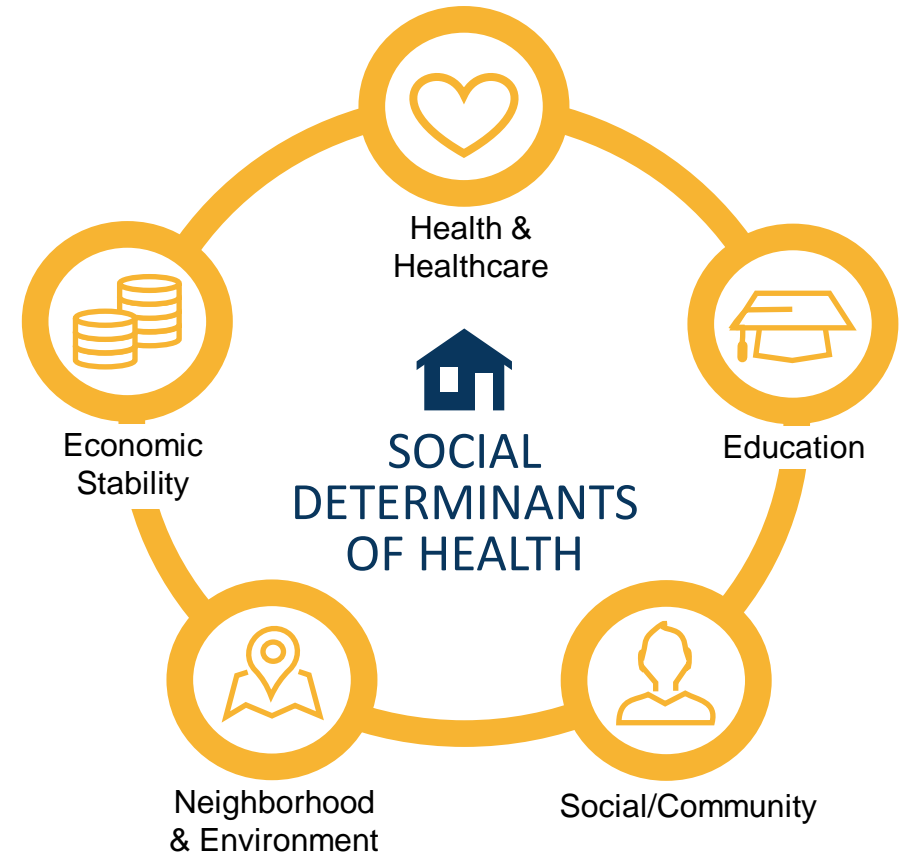 Health &
Healthcare
Economic
Stability
Education
SOCIAL
DETERMINANTS
OF HEALTH
Neighborhood
& Environment
Social/Community